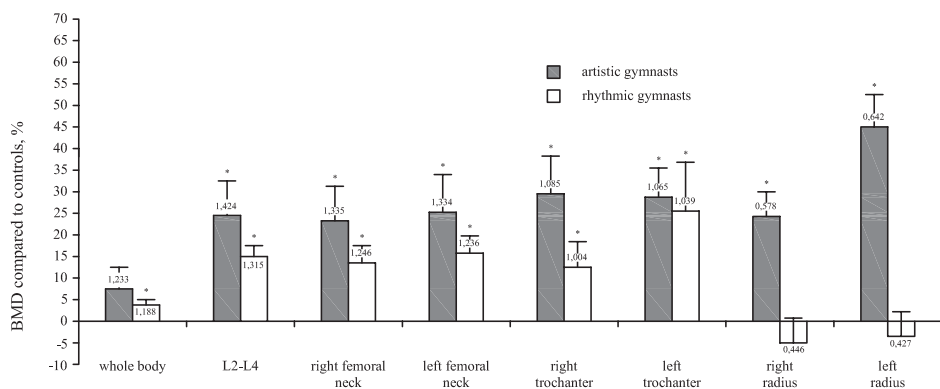 70
65
60
55
50
45
40
35
30
25
20
15
10
5
0
-5
-10
BMD compared to controls, %
artistic gymnasts
rhythmic gymnasts
*
1,233
*
1,188
*
1,424
*
1,315
*
1,335
*
1,246
*
1,334
*
1,236
*
1,085
*
1,004
*
1,065
*
1,039
*
0,578
0,446
*
0,642
0,427
whole body
L2-L4
right femoral
neck
left femoral
neck
right
trochanter
left
trochanter
right
radius
left
radius